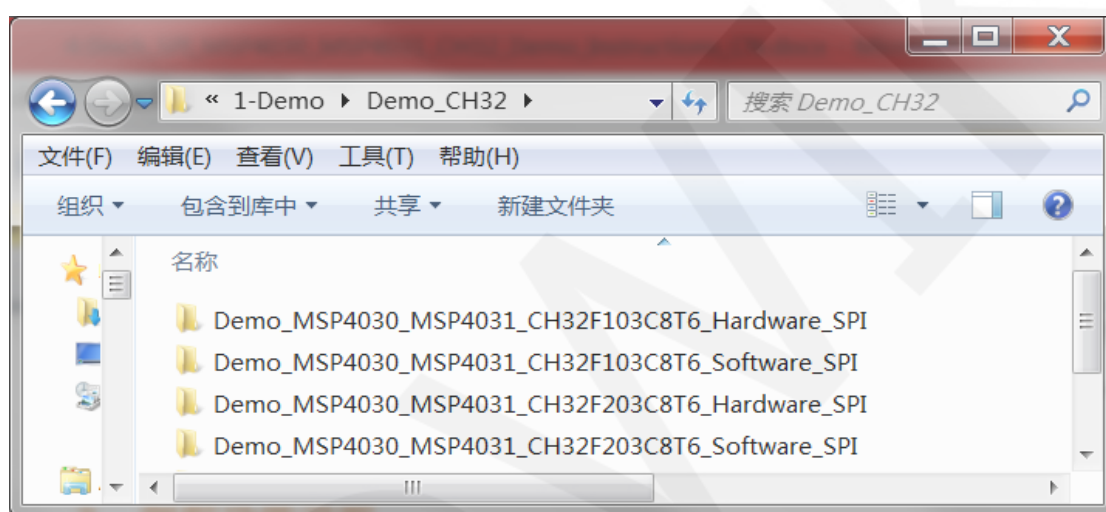 « 1-Demo Demo_CH32 搜索 Demo_CH32
文件(F) 编辑(E) 查看(V) 工具(T) 帮助(H)
组织 包含到库中 共享 新建文件夹
名称
Demo_MSP4030_MSP4031_CH32F103C8T6_Hardware_SPI
Demo_MSP4030_MSP4031_CH32F103C8T6_Software_SPI
Demo_MSP4030_MSP4031_CH32F203C8T6_Hardware_SPI
Demo_MSP4030_MSP4031_CH32F203C8T6_Software_SPI